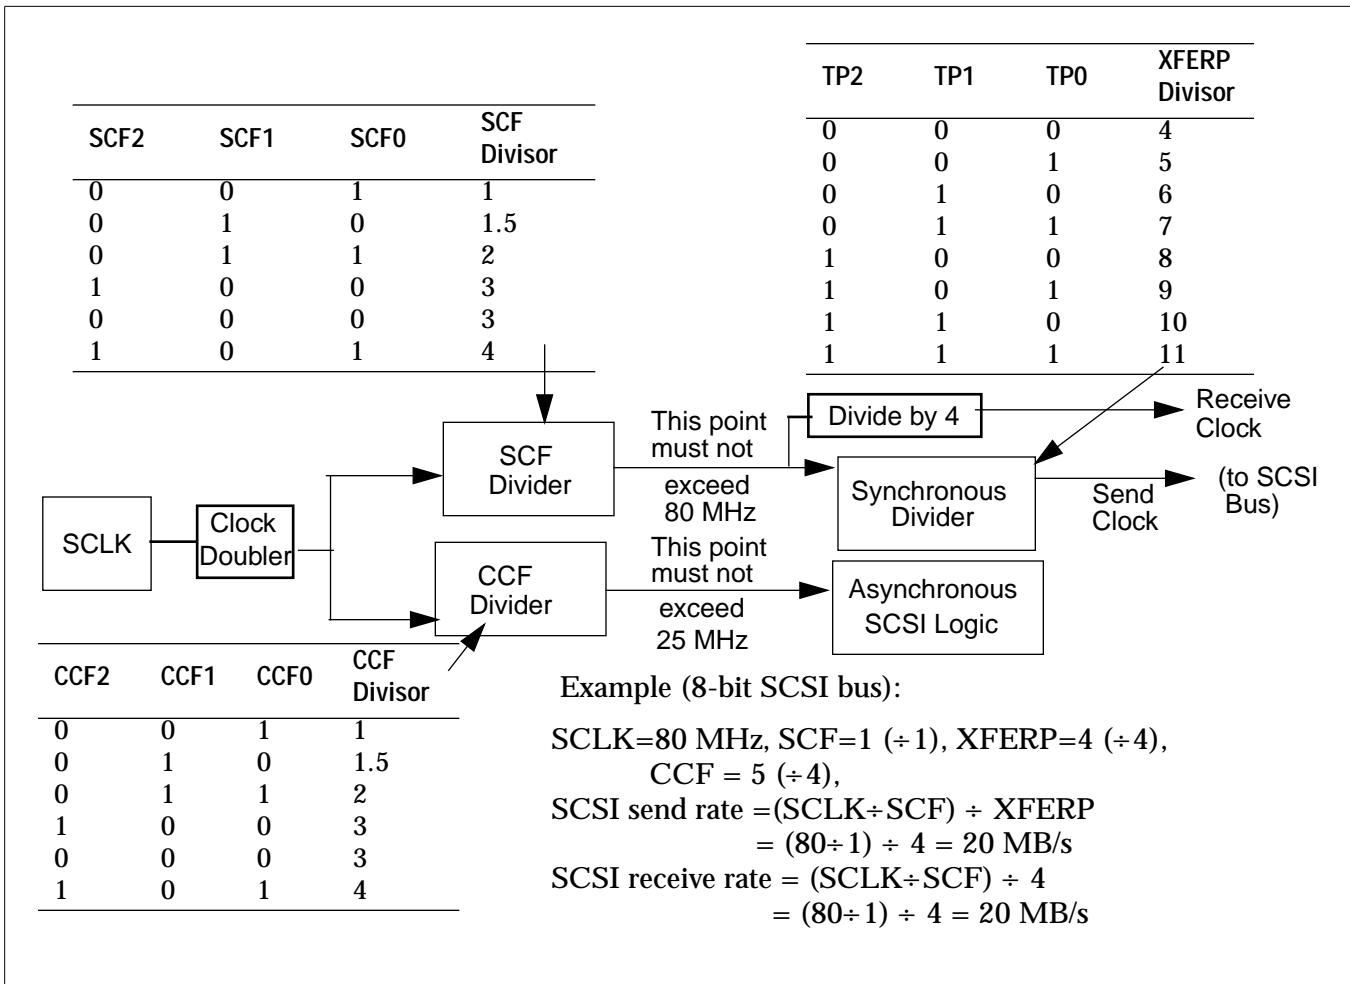 SCF2 SCF1 SCF0 SCF Divisor
0 0 1 1
0 1 0 1.5
0 1 1 2
1 0 0 3
0 0 0 3
1 0 1 4
TP2 TP1 TP0 XFERP Divisor
0 0 0 4
0 0 1 5
0 1 0 6
0 1 1 7
1 0 0 8
1 0 1 9
1 1 0 10
1 1 1 11
SCLK
Clock
Doubler
SCF
Divider
This point
must not
exceed
80 MHz
Divide by 4
Receive
Clock
Synchronous
Divider
Send
Clock
(to SCSI
Bus)
CCF
Divider
This point
must not
exceed
25 MHz
Asynchronous
SCSI Logic
CCF2 CCF1 CCF0 CCF Divisor
0 0 1 1
0 1 0 1.5
0 1 1 2
1 0 0 3
0 0 0 3
1 0 1 4
Example (8-bit SCSI bus):
SCLK=80 MHz, SCF=1 (÷1), XFERP=4 (÷4),
CCF = 5 (÷4),
SCSI send rate =(SCLK÷SCF) ÷ XFERP
= (80÷1) ÷ 4 = 20 MB/s
SCSI receive rate = (SCLK÷SCF) ÷ 4
= (80÷1) ÷ 4 = 20 MB/s